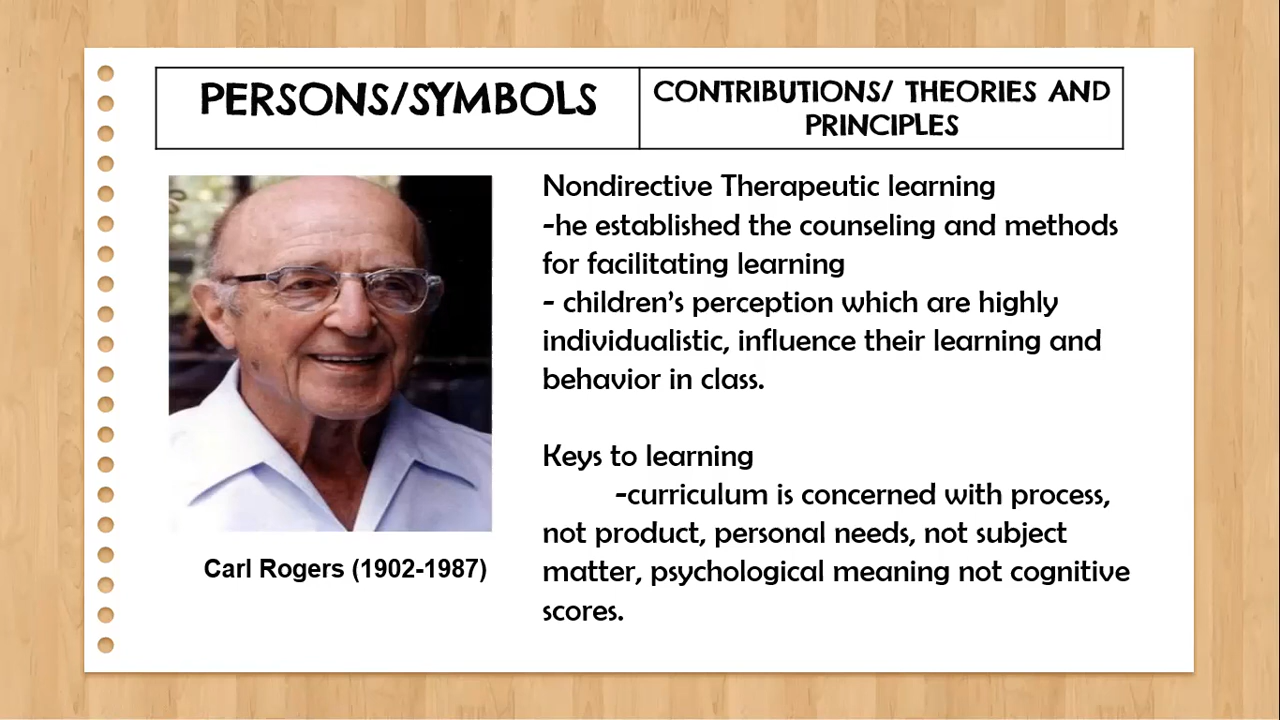 PERSONS/SYMBOLS
CONTRIBUTIONS/ THEORIES AND
PRINCIPLES
Nondirective Therapeutic learning
-he established the counseling and methods
for facilitating learning
- children's perception which are highly
individualistic, influence their learning and
behavior in class.
Keys to learning
-curriculum is concerned with process,
not product, personal needs, not subject
matter, psychological meaning not cognitive
scores.
Carl Rogers (1902-1987)